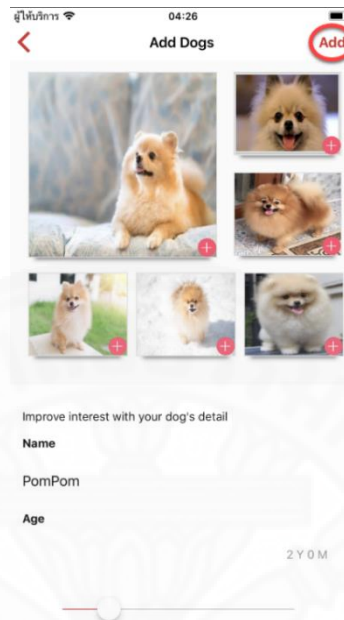 ผู้ให้บริการ 04:26
Add Dogs Add
Improve interest with your dog's detail
Name
PomPom
Age
2 Y 0 M